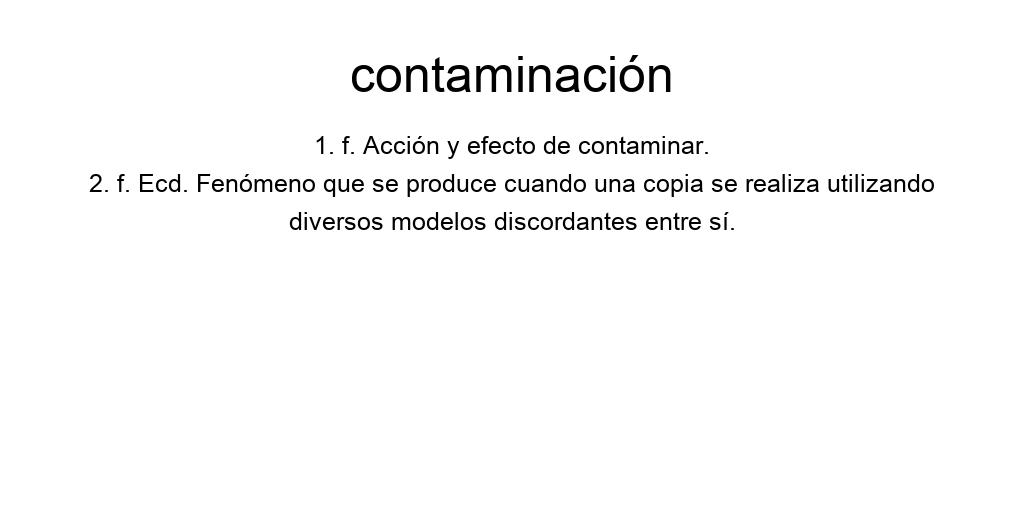 contaminación
1. f. Acción y efecto de contaminar.
2. f. Ecd. Fenómeno que se produce cuando una copia se realiza utilizando
diversos modelos discordantes entre sí.